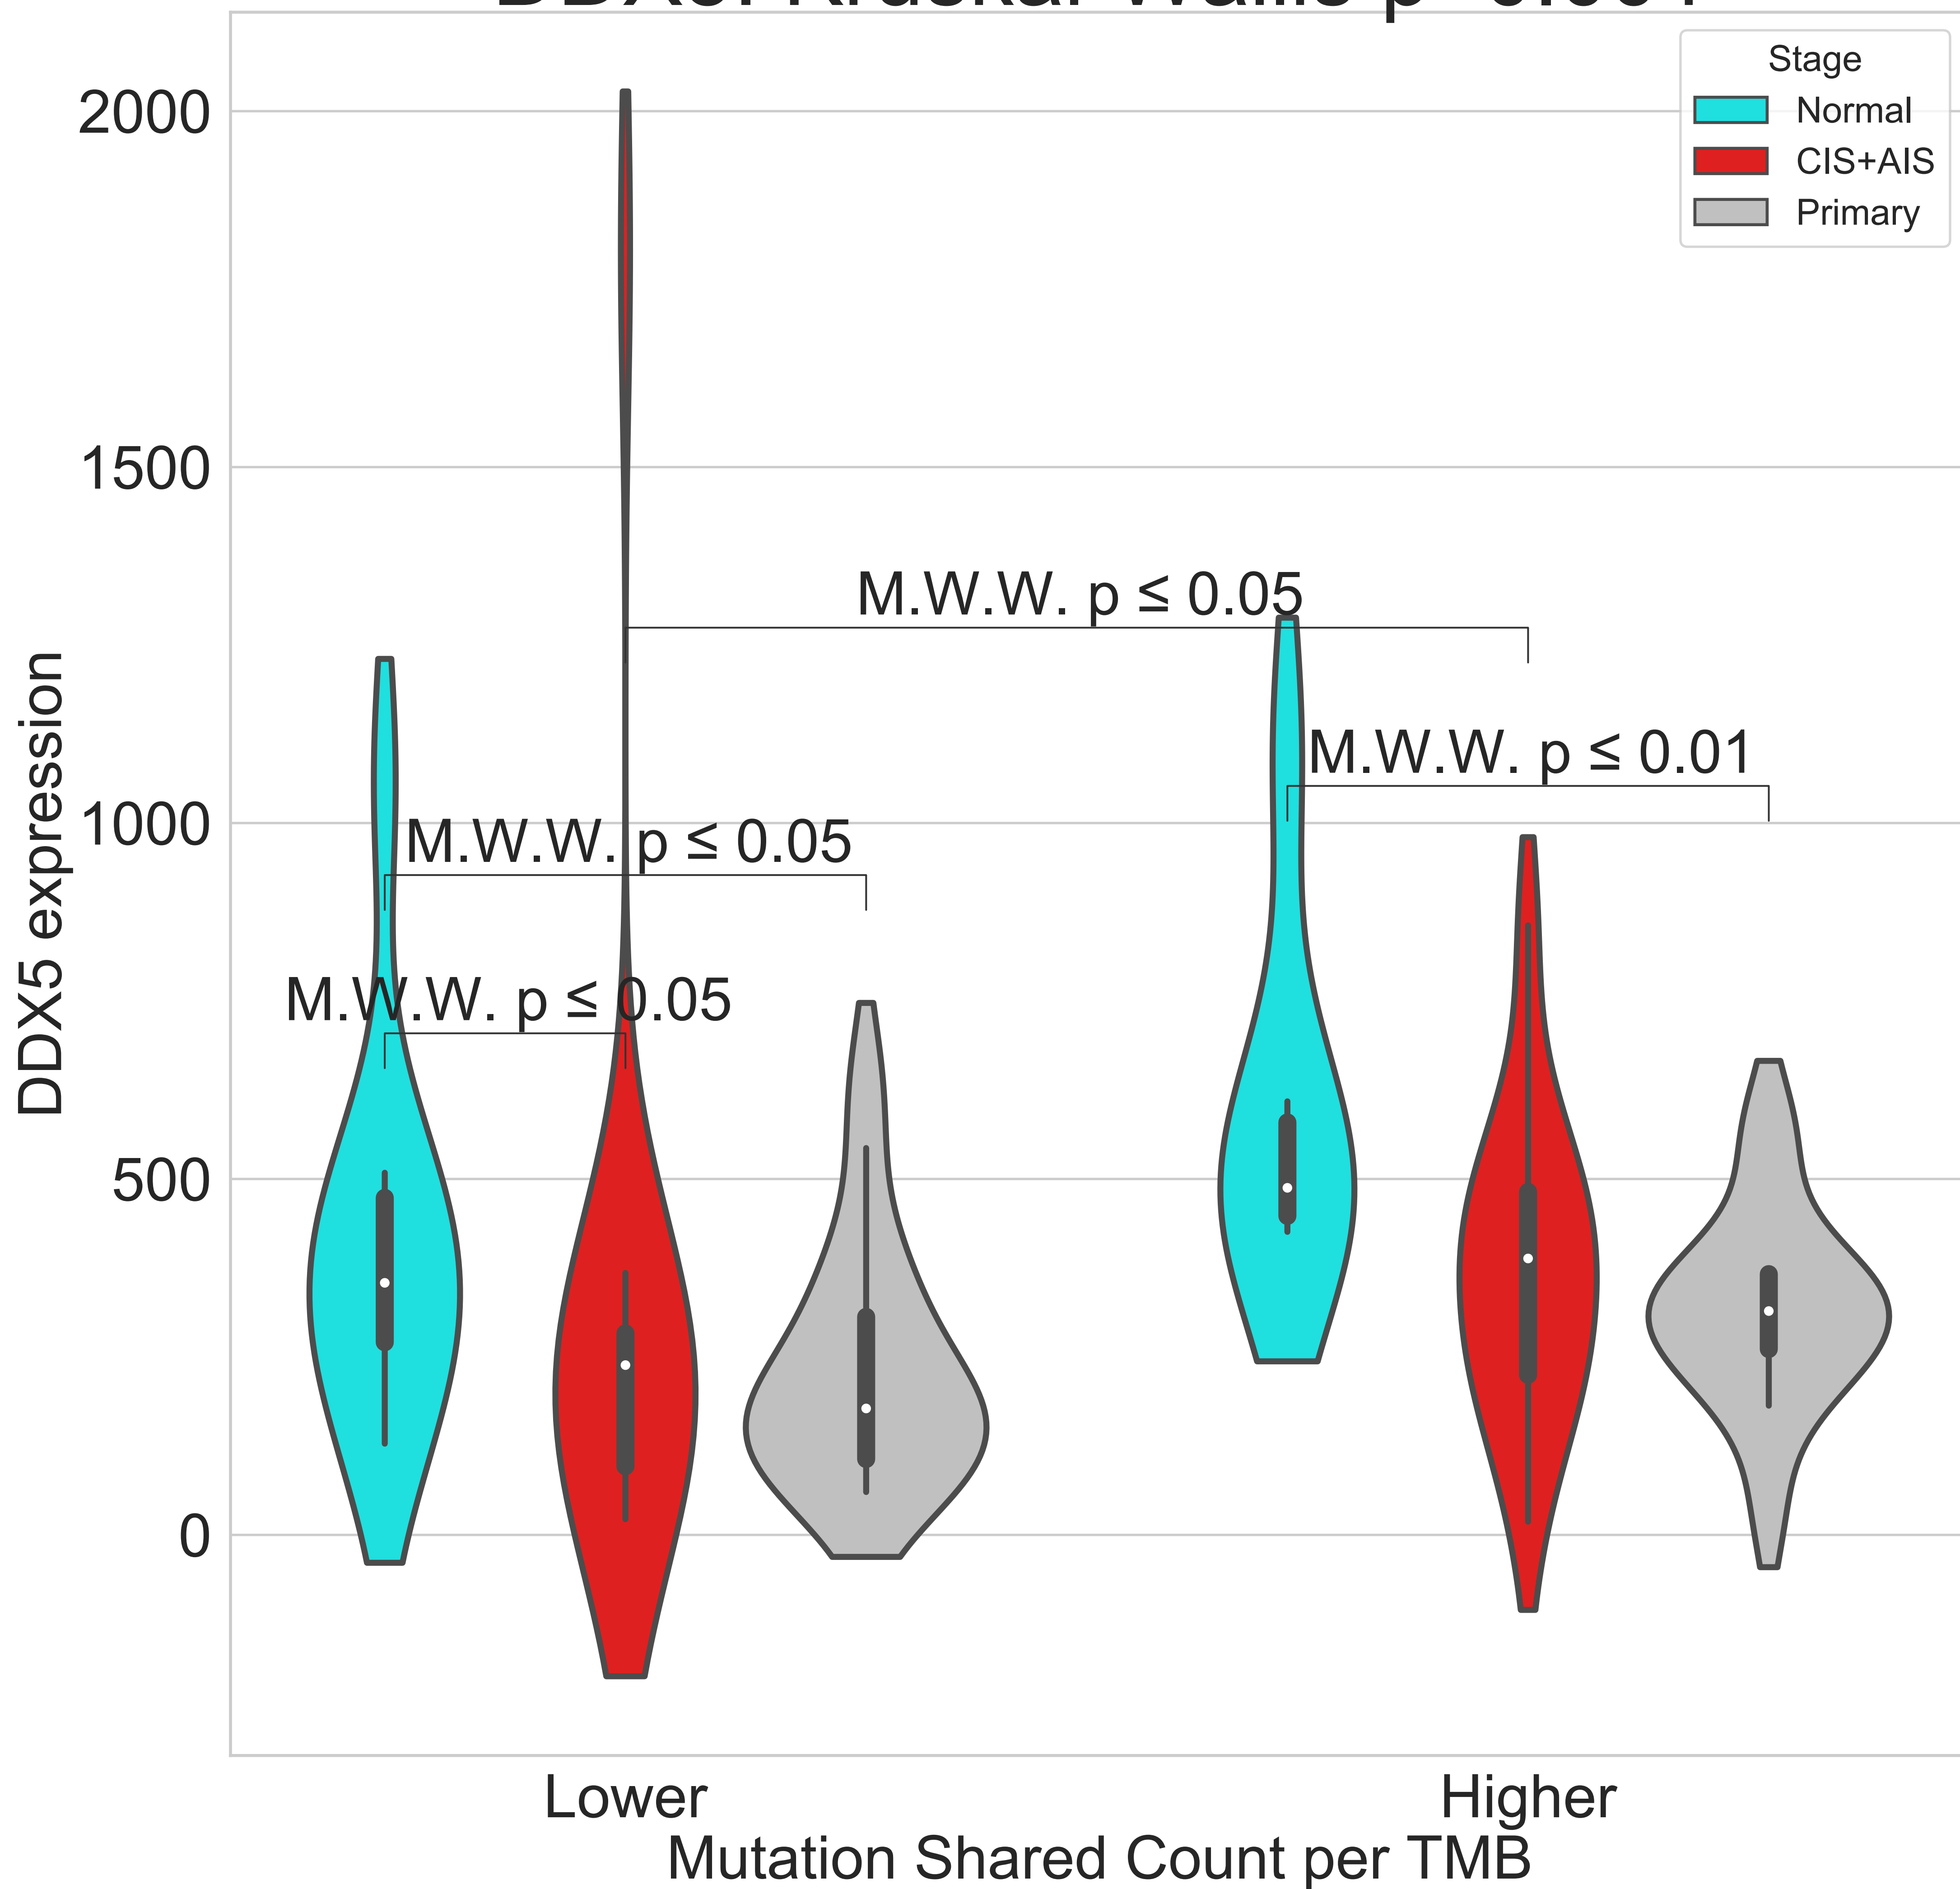 Stage
Normal
CIS+AIS
Primary
2000
1500
1000
500
0
DDX5 expression
M.W.W. p ≤ 0.05
M.W.W. p ≤ 0.01
M.W.W. p ≤ 0.05
M.W.W. p ≤ 0.05
Lower
Higher
Mutation Shared Count per TMB